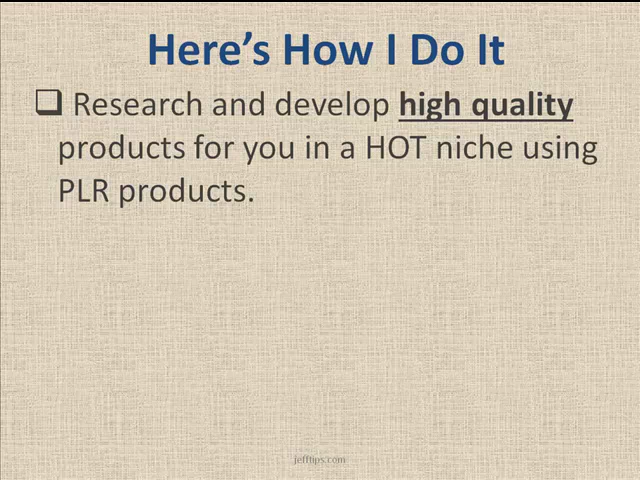 Here’s How I Do It
❑ Research and develop high quality
products for you in a HOT niche using
PLR products.
jefftips.com